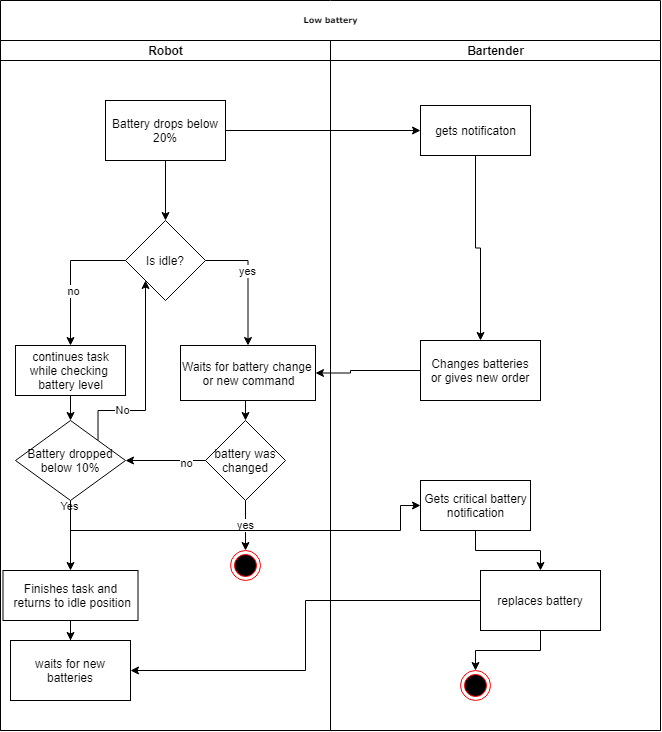 Low battery
Robot
Bartender
Battery drops below
20%
gets notificaton
Is idle?
no
yes
continues task
while checking
battery level
Waits for battery change
or new command
Changes batteries
or gives new order
No
Battery dropped
below 10%
no
battery was
changed
Yes
yes
Gets critical battery
notification
Finishes task and
returns to idle position
replaces battery
waits for new
batteries